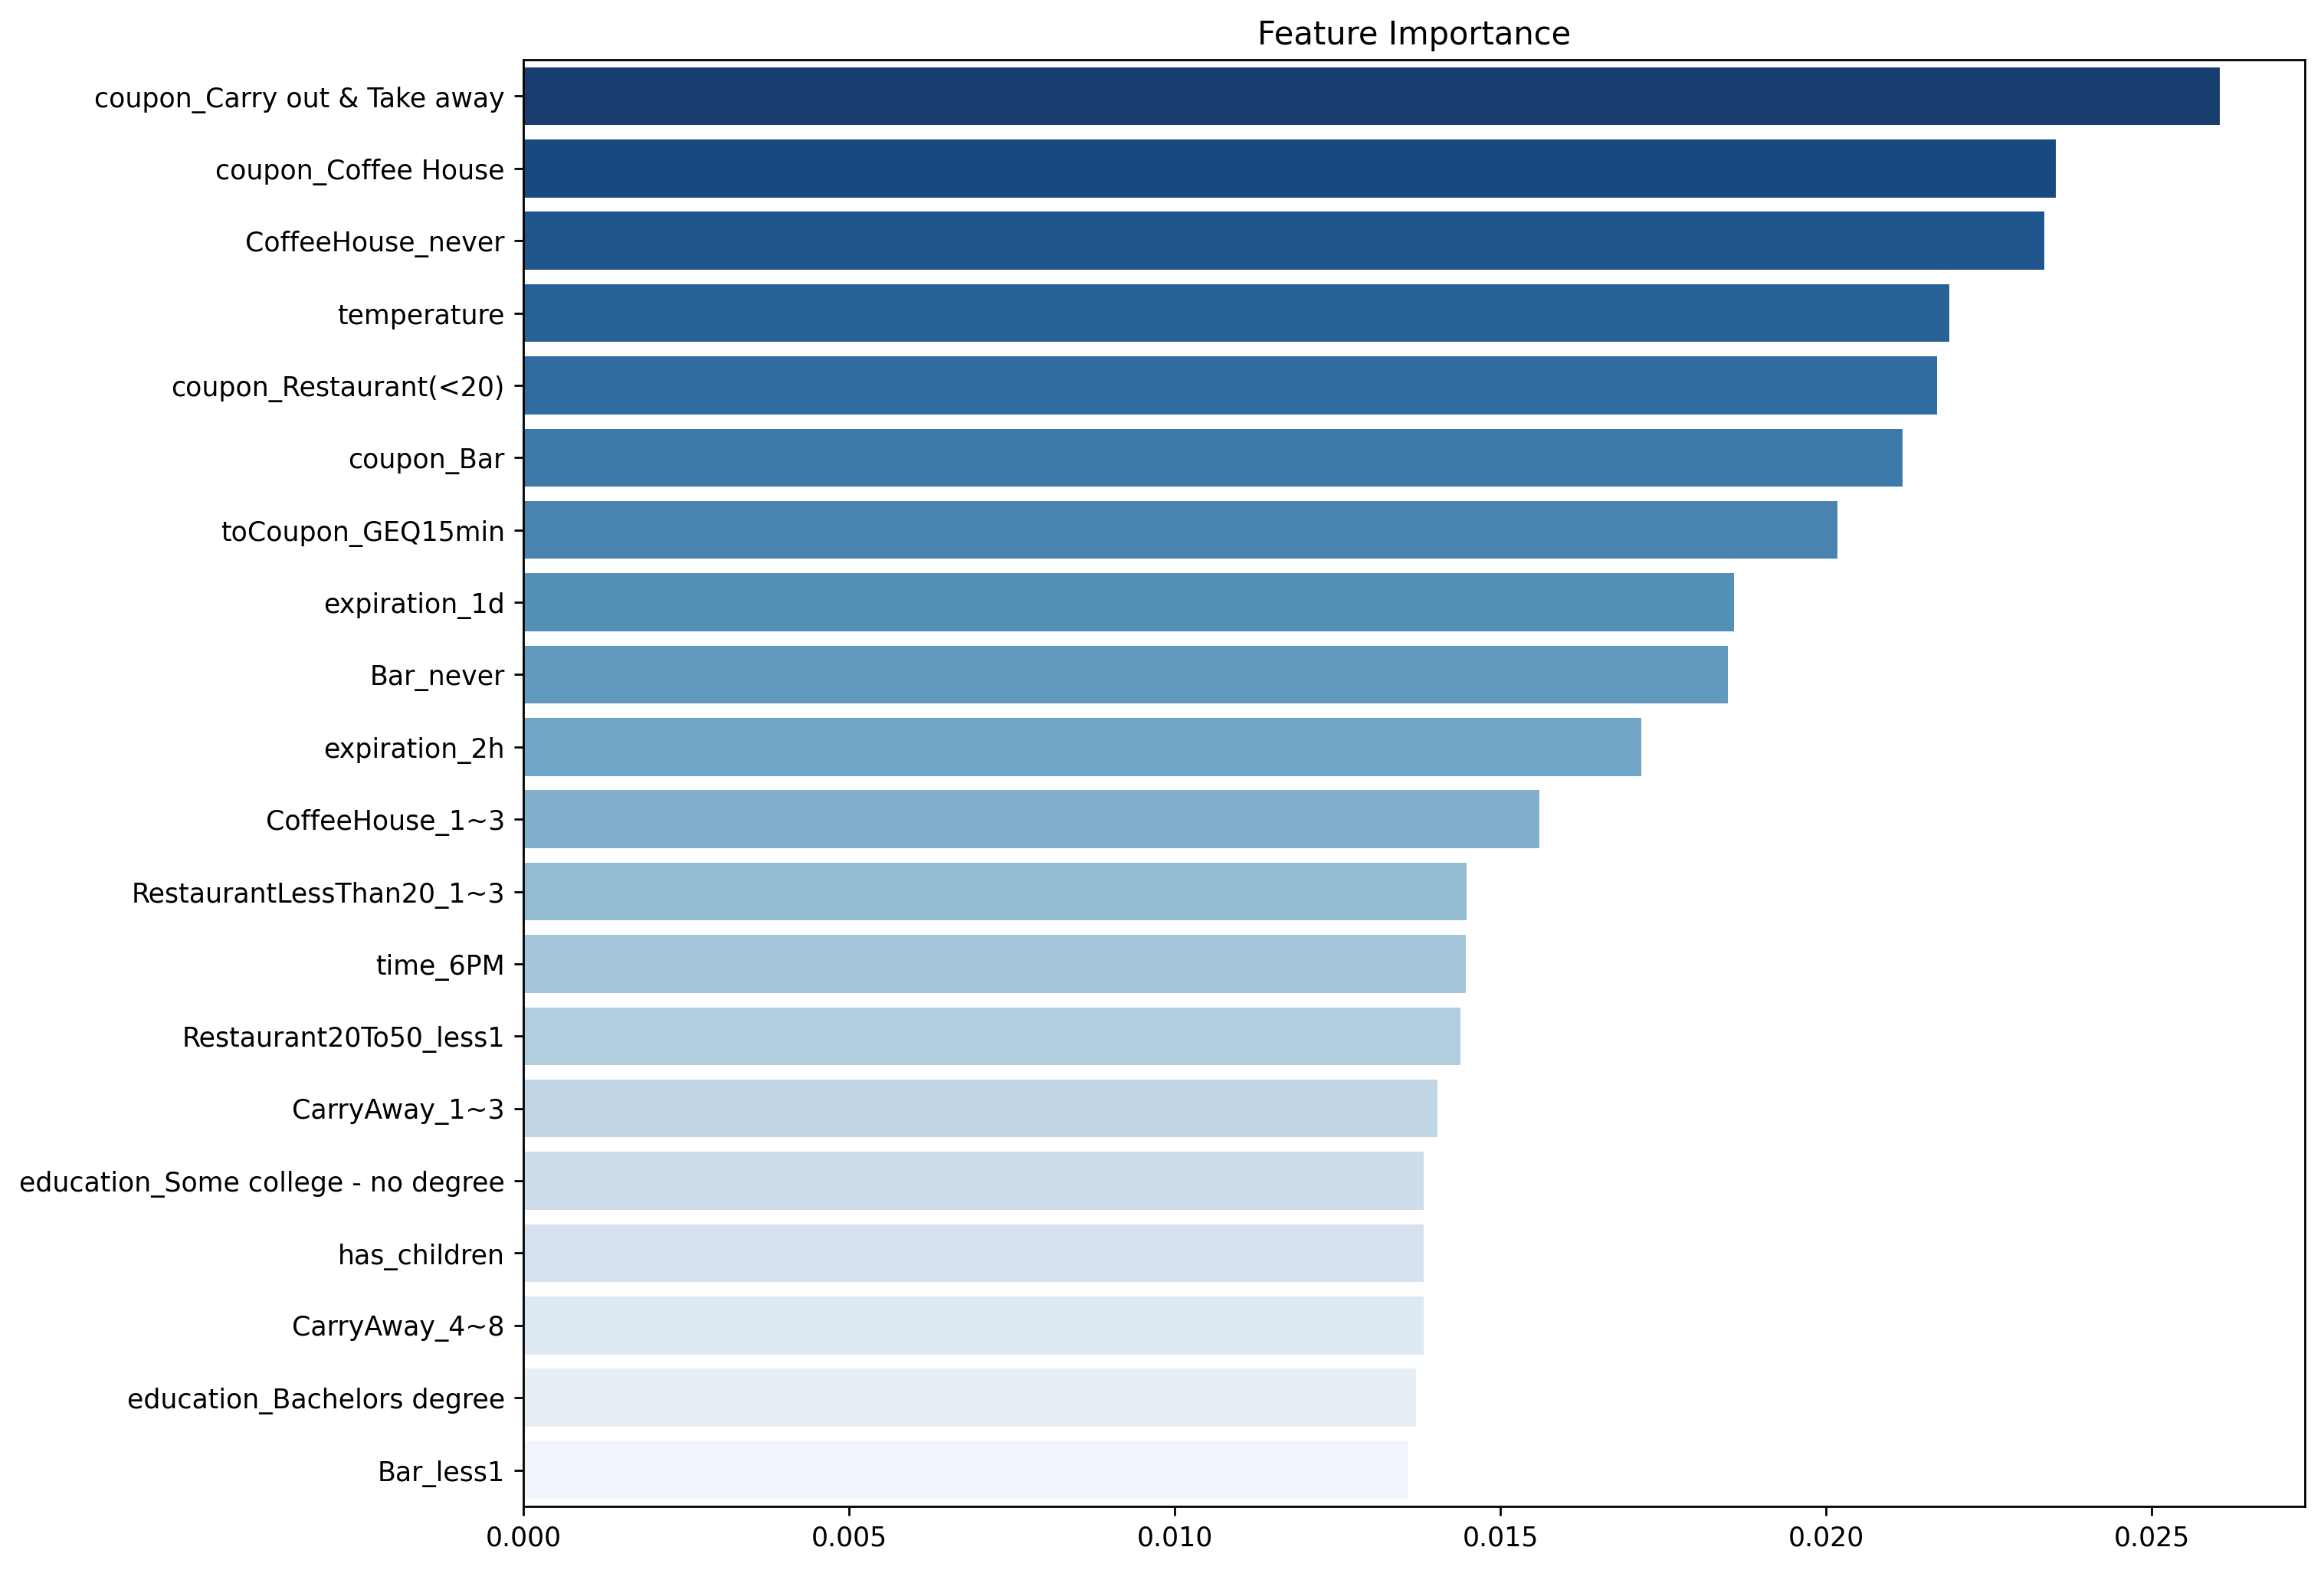 Feature Importance
coupon_Carry out & Take away
coupon_Coffee House
CoffeeHouse_never
temperature
coupon_Restaurant(<20)
coupon_Bar
toCoupon_GEQ15min
expiration_1d
Bar_never
expiration_2h
CoffeeHouse_1~3
RestaurantLessThan20_1~3
time_6PM
Restaurant20To50_less1
CarryAway_1~3
education_Some college - no degree
has_children
CarryAway_4~8
education_Bachelors degree
Bar_less1
0.000 0.005 0.010 0.015 0.020 0.025